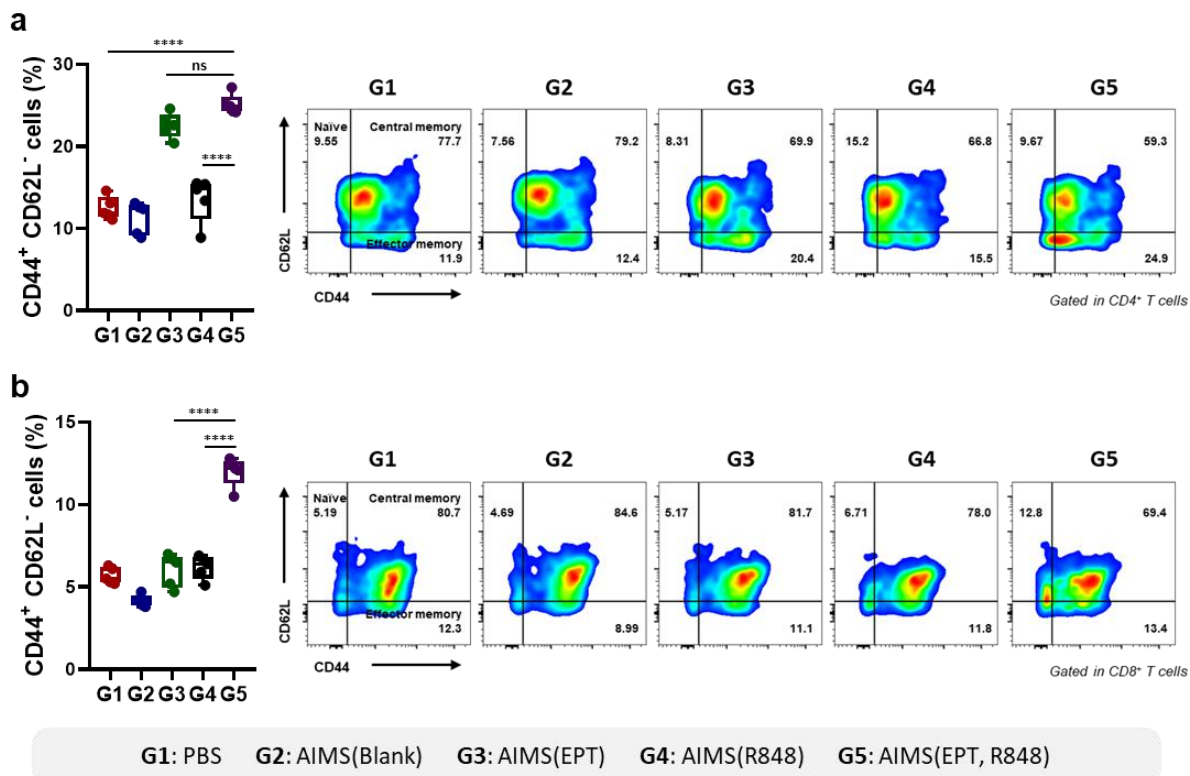 a
****
ns
****
CD44⁺ CD62L⁻ cells (%)
30
20
10
0
G1 G2 G3 G4 G5
G1 G2 G3 G4 G5
Naïve Central memory
9.55 77.7
7.56 79.2
8.31 69.9
15.2 66.8
9.67 59.3
Effector memory
11.9 12.4 20.4 15.5 24.9
CD62L
CD44
Gated in CD4⁺ T cells
b
****
****
CD44⁺ CD62L⁻ cells (%)
15
10
5
0
G1 G2 G3 G4 G5
G1 G2 G3 G4 G5
Naïve Central memory
5.19 80.7
4.69 84.6
5.17 81.7
6.71 78.0
12.8 69.4
Effector memory
12.3 8.99 11.1 11.8 13.4
CD62L
CD44
Gated in CD8⁺ T cells
G1: PBS G2: AIMS(Blank) G3: AIMS(EPT) G4: AIMS(R848) G5: AIMS(EPT, R848)